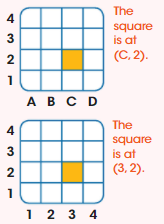 4
3
2
1
A B C D
The
square
is at
(C, 2).
4
3
2
1
1 2 3 4
The
square
is at
(3, 2).